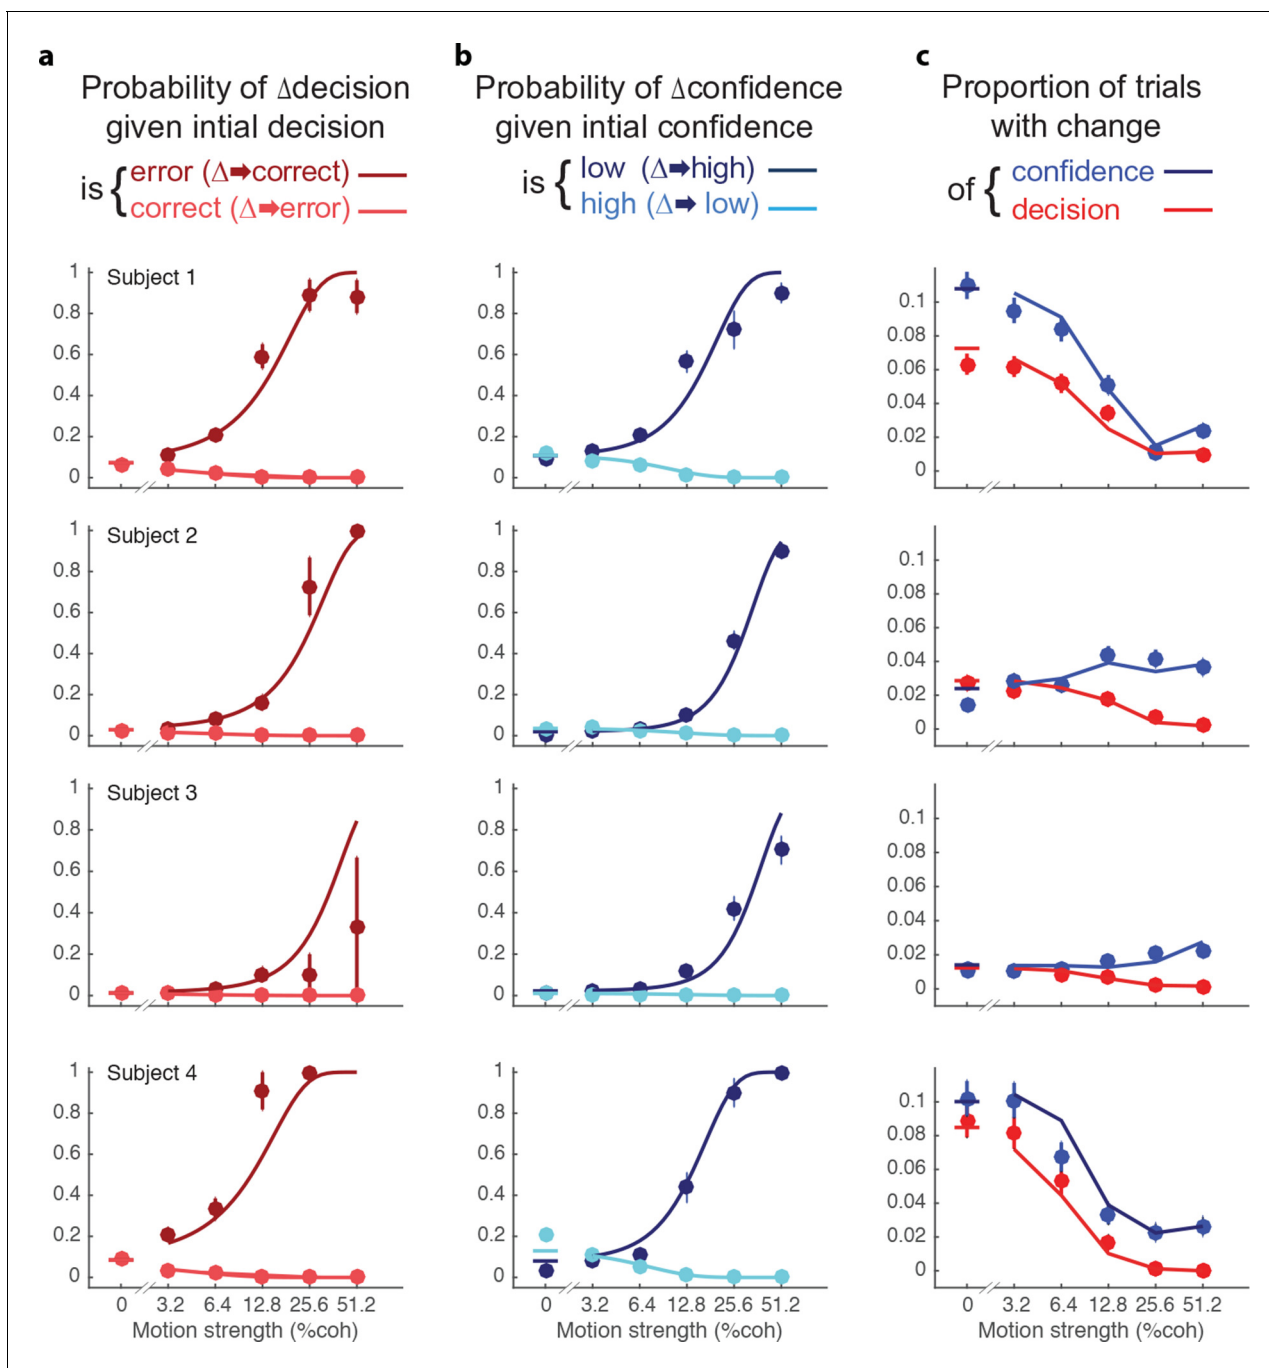 a
Probability of Δdecision
given intial decision
is { error (Δ➡correct)
correct (Δ➡error)
b
Probability of Δconfidence
given intial confidence
is { low (Δ➡high)
high (Δ➡ low)
c
Proportion of trials
with change
of { confidence
decision
Subject 1
1
0.8
0.6
0.4
0.2
0
1
0.8
0.6
0.4
0.2
0
0.1
0.08
0.06
0.04
0.02
0
Subject 2
1
0.8
0.6
0.4
0.2
0
1
0.8
0.6
0.4
0.2
0
0.1
0.08
0.06
0.04
0.02
0
Subject 3
1
0.8
0.6
0.4
0.2
0
1
0.8
0.6
0.4
0.2
0
0.1
0.08
0.06
0.04
0.02
0
Subject 4
1
0.8
0.6
0.4
0.2
0
0 3.2 6.4 12.8 25.6 51.2
Motion strength (%coh)
1
0.8
0.6
0.4
0.2
0
0 3.2 6.4 12.8 25.6 51.2
Motion strength (%coh)
0.1
0.08
0.06
0.04
0.02
0
0 3.2 6.4 12.8 25.6 51.2
Motion strength (%coh)